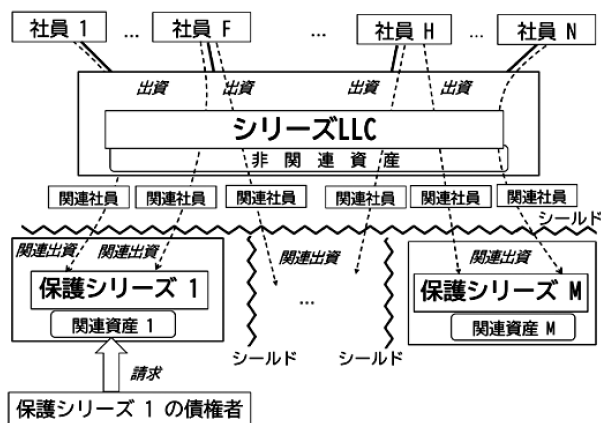 社員 1 … 社員 F … 社員 H … 社員 N
出資 出資 出資 出資
シリーズLLC
非関連資産
関連社員 関連社員 関連社員 関連社員 関連社員 関連社員
シールド
関連出資 関連出資 関連出資 関連出資
保護シリーズ 1 … 保護シリーズ M
関連資産 1 関連資産 M
シールド シールド
請求
保護シリーズ 1 の債権者